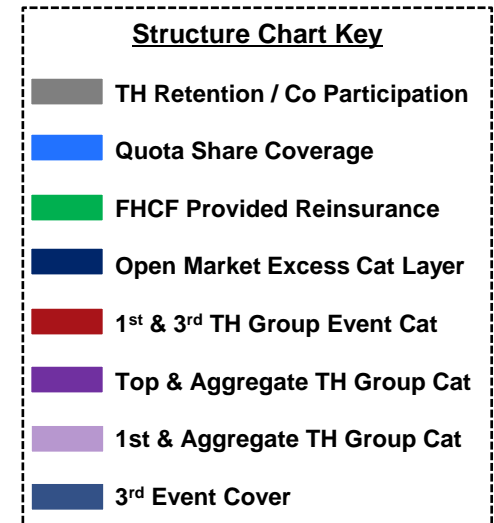 Structure Chart Key
TH Retention / Co Participation
Quota Share Coverage
FHCF Provided Reinsurance
Open Market Excess Cat Layer
1st & 3rd TH Group Event Cat
Top & Aggregate TH Group Cat
1st & Aggregate TH Group Cat
3rd Event Cover